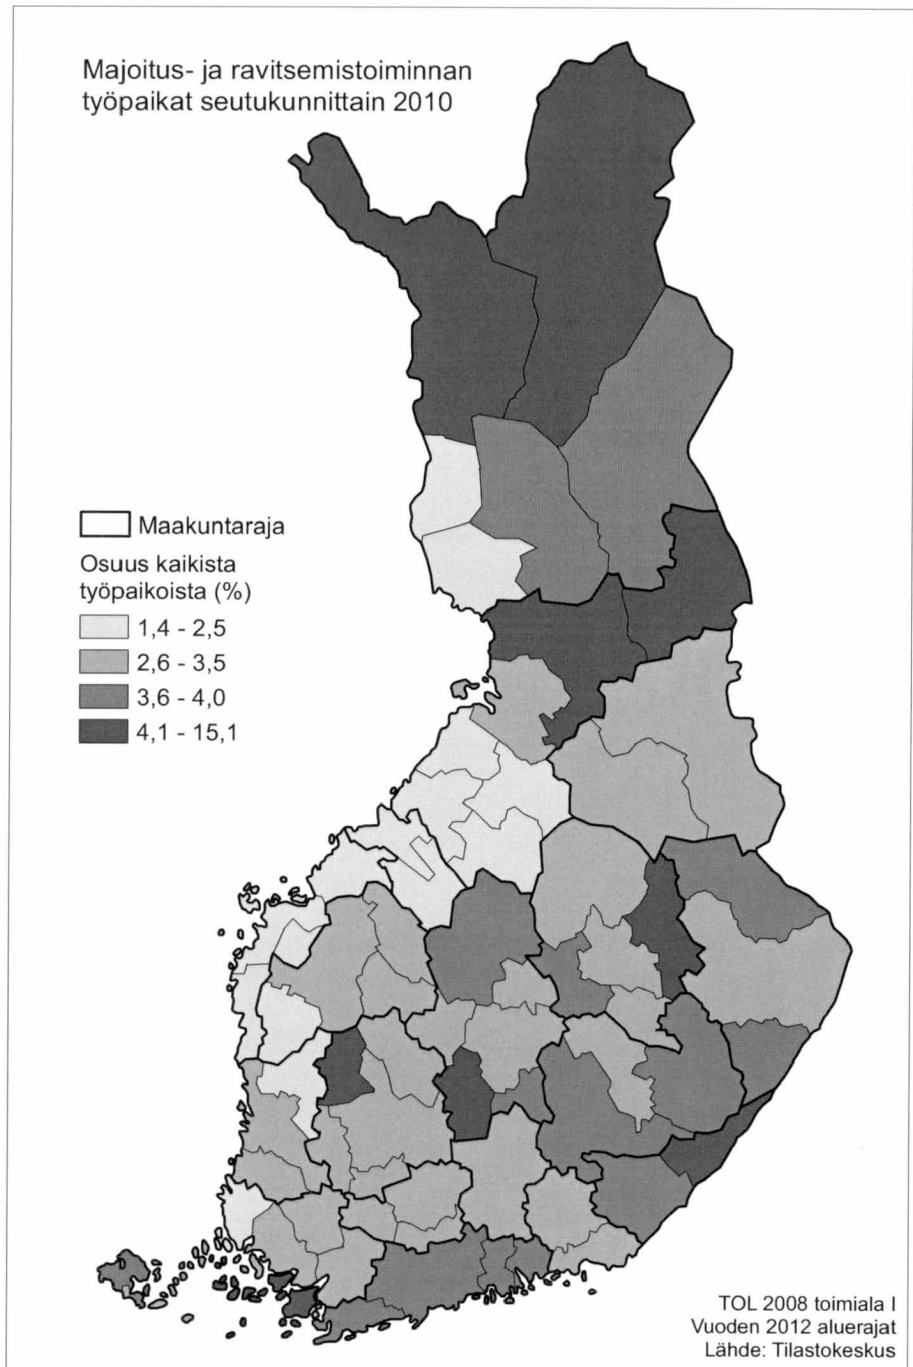 Majoitus- ja ravitsemistoiminnan
työpaikat seutukunnittain 2010
Maakuntaraja
Osuus kaikista
työpaikoista (%)
1,4 - 2,5
2,6 - 3,5
3,6 - 4,0
4,1 - 15,1
TOL 2008 toimiala I
Vuoden 2012 aluerajat
Lähde: Tilastokeskus